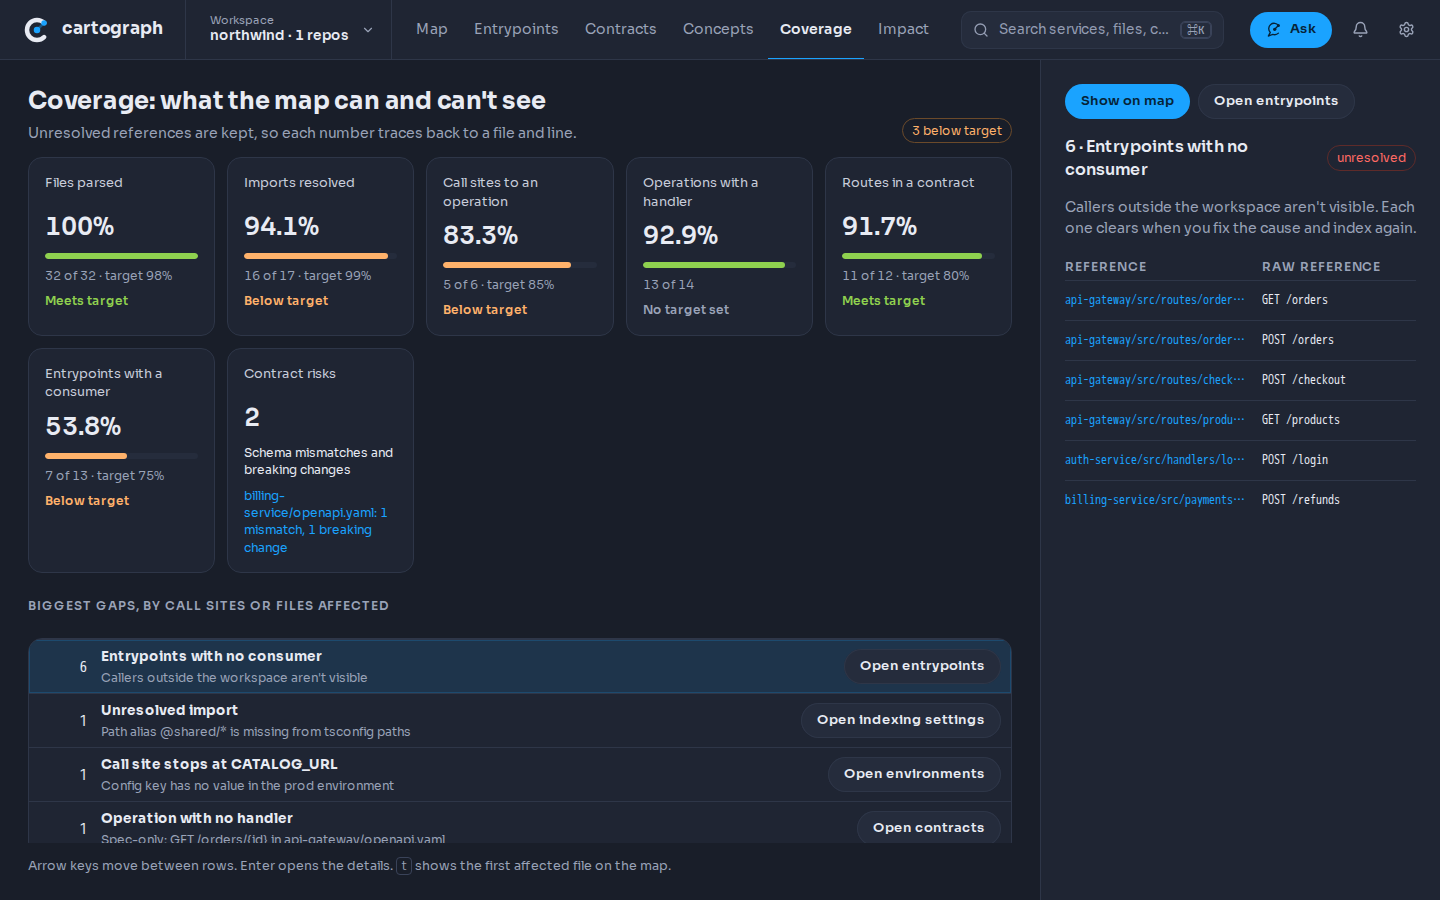 cartograph
Workspace
northwind · 1 repos
Map
Entrypoints
Contracts
Concepts
Coverage
Impact
Search services, files, c...
⌘K
Ask
Coverage: what the map can and can't see
Unresolved references are kept, so each number traces back to a file and line.
3 below target
Files parsed
100%
32 of 32 · target 98%
Meets target
Imports resolved
94.1%
16 of 17 · target 99%
Below target
Call sites to an
operation
83.3%
5 of 6 · target 85%
Below target
Operations with a
handler
92.9%
13 of 14
No target set
Routes in a contract
91.7%
11 of 12 · target 80%
Meets target
Entrypoints with a
consumer
53.8%
7 of 13 · target 75%
Below target
Contract risks
2
Schema mismatches and
breaking changes
billing-
service/openapi.yaml: 1
mismatch, 1 breaking
change
BIGGEST GAPS, BY CALL SITES OR FILES AFFECTED
6
Entrypoints with no consumer
Callers outside the workspace aren't visible
Open entrypoints
1
Unresolved import
Path alias @shared/* is missing from tsconfig paths
Open indexing settings
1
Call site stops at CATALOG_URL
Config key has no value in the prod environment
Open environments
1
Operation with no handler
Spec-only: GET /orders/{id} in api-gateway/openapi.yaml
Open contracts
Arrow keys move between rows. Enter opens the details. t shows the first affected file on the map.
Show on map
Open entrypoints
6 · Entrypoints with no
consumer
unresolved
Callers outside the workspace aren't visible. Each
one clears when you fix the cause and index again.
REFERENCE
RAW REFERENCE
api-gateway/src/routes/order...
GET /orders
api-gateway/src/routes/order...
POST /orders
api-gateway/src/routes/check...
POST /checkout
api-gateway/src/routes/produ...
GET /products
auth-service/src/handlers/lo...
POST /login
billing-service/src/payments...
POST /refunds